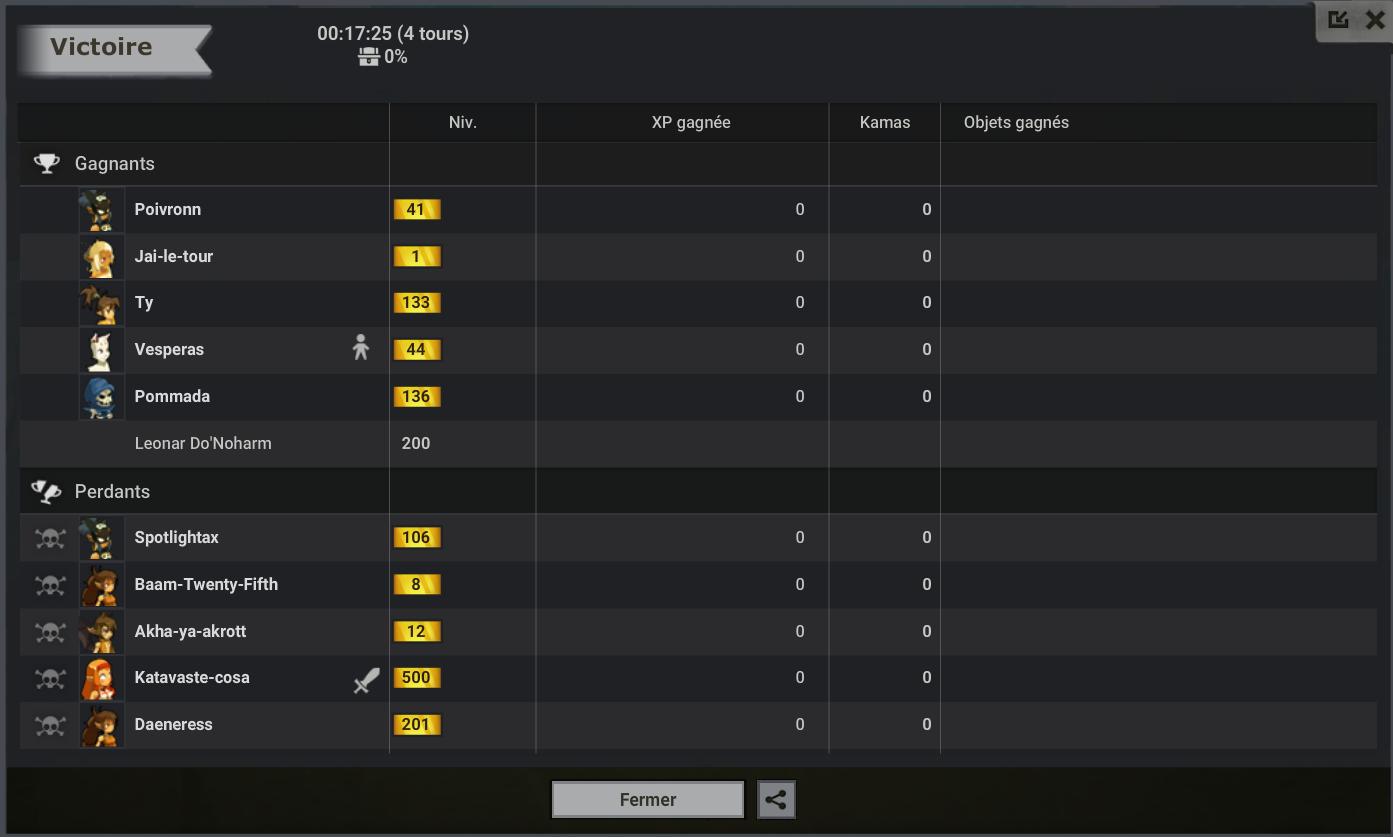 Victoire
00:17:25 (4 tours)
0%
Niv. XP gagnée Kamas Objets gagnés
Gagnants
Poivronn 41 0 0
Jai-le-tour 1 0 0
Ty 133 0 0
Vesperas 44 0 0
Pommada 136 0 0
Leonar Do'Noharm 200
Perdants
Spotlightax 106 0 0
Baam-Twenty-Fifth 8 0 0
Akha-ya-akrott 12 0 0
Katavaste-cosa 500 0 0
Daeneress 201 0 0
Fermer